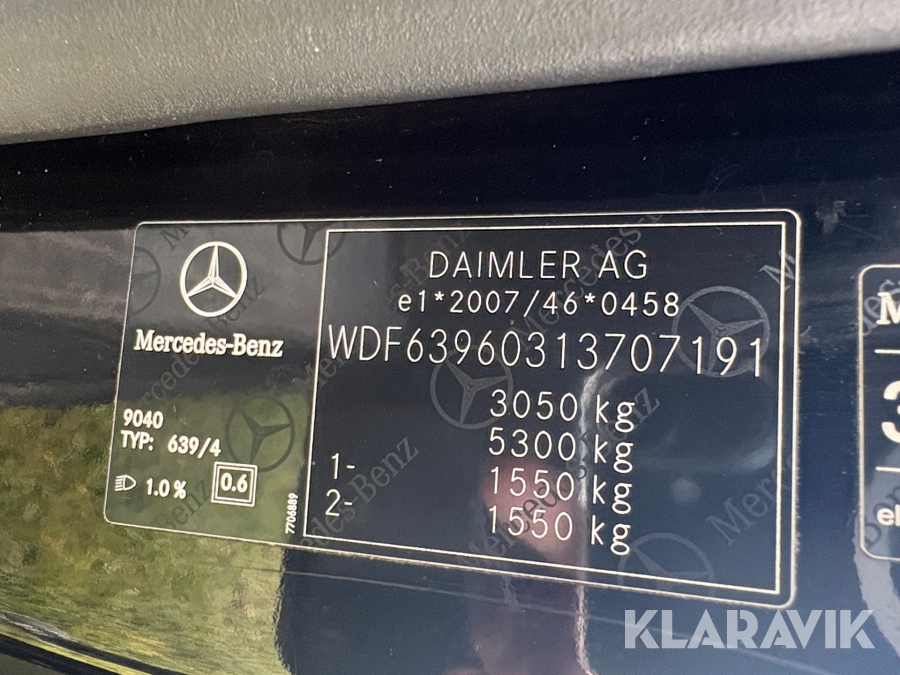 Mercedes-Benz
9040
TYP: 639/4
1.0 %
0.6
7706889
DAIMLER AG
e1*2007/46*0458
WDF63960313707191
3050 kg
5300 kg
1- 1550 kg
2- 1550 kg
KLARAVIK